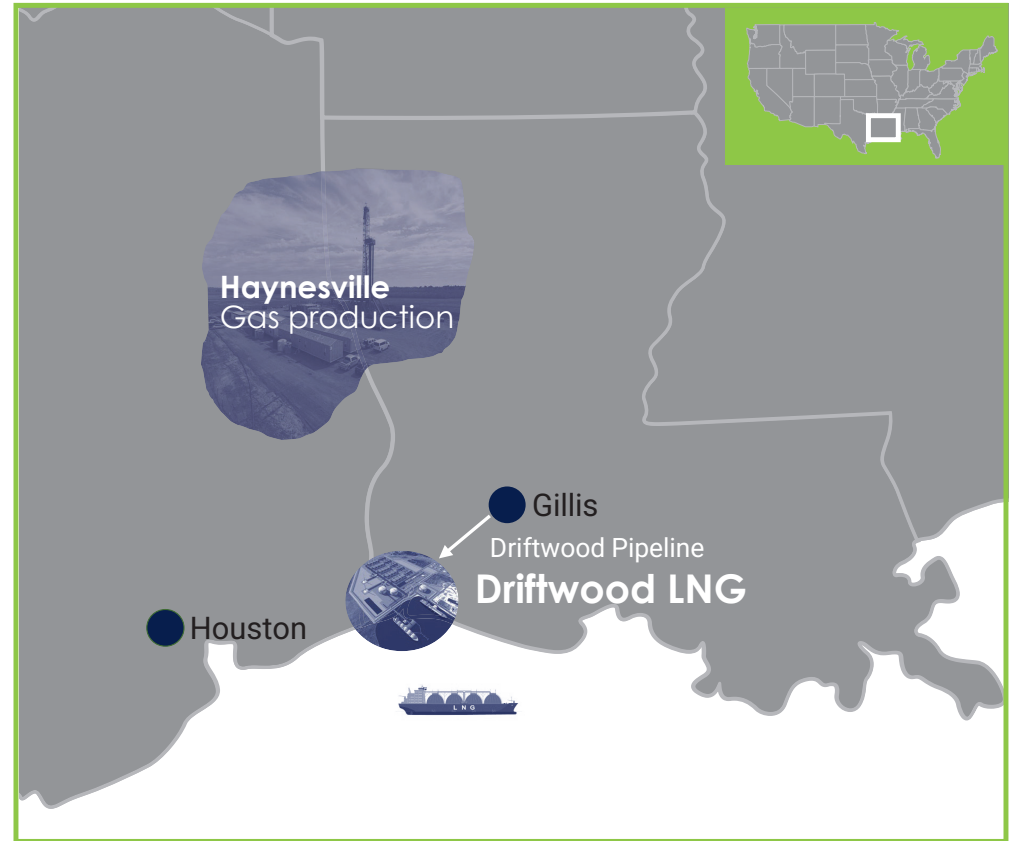 Haynesville
Gas production
Gillis
Driftwood Pipeline
Driftwood LNG
Houston
LNG